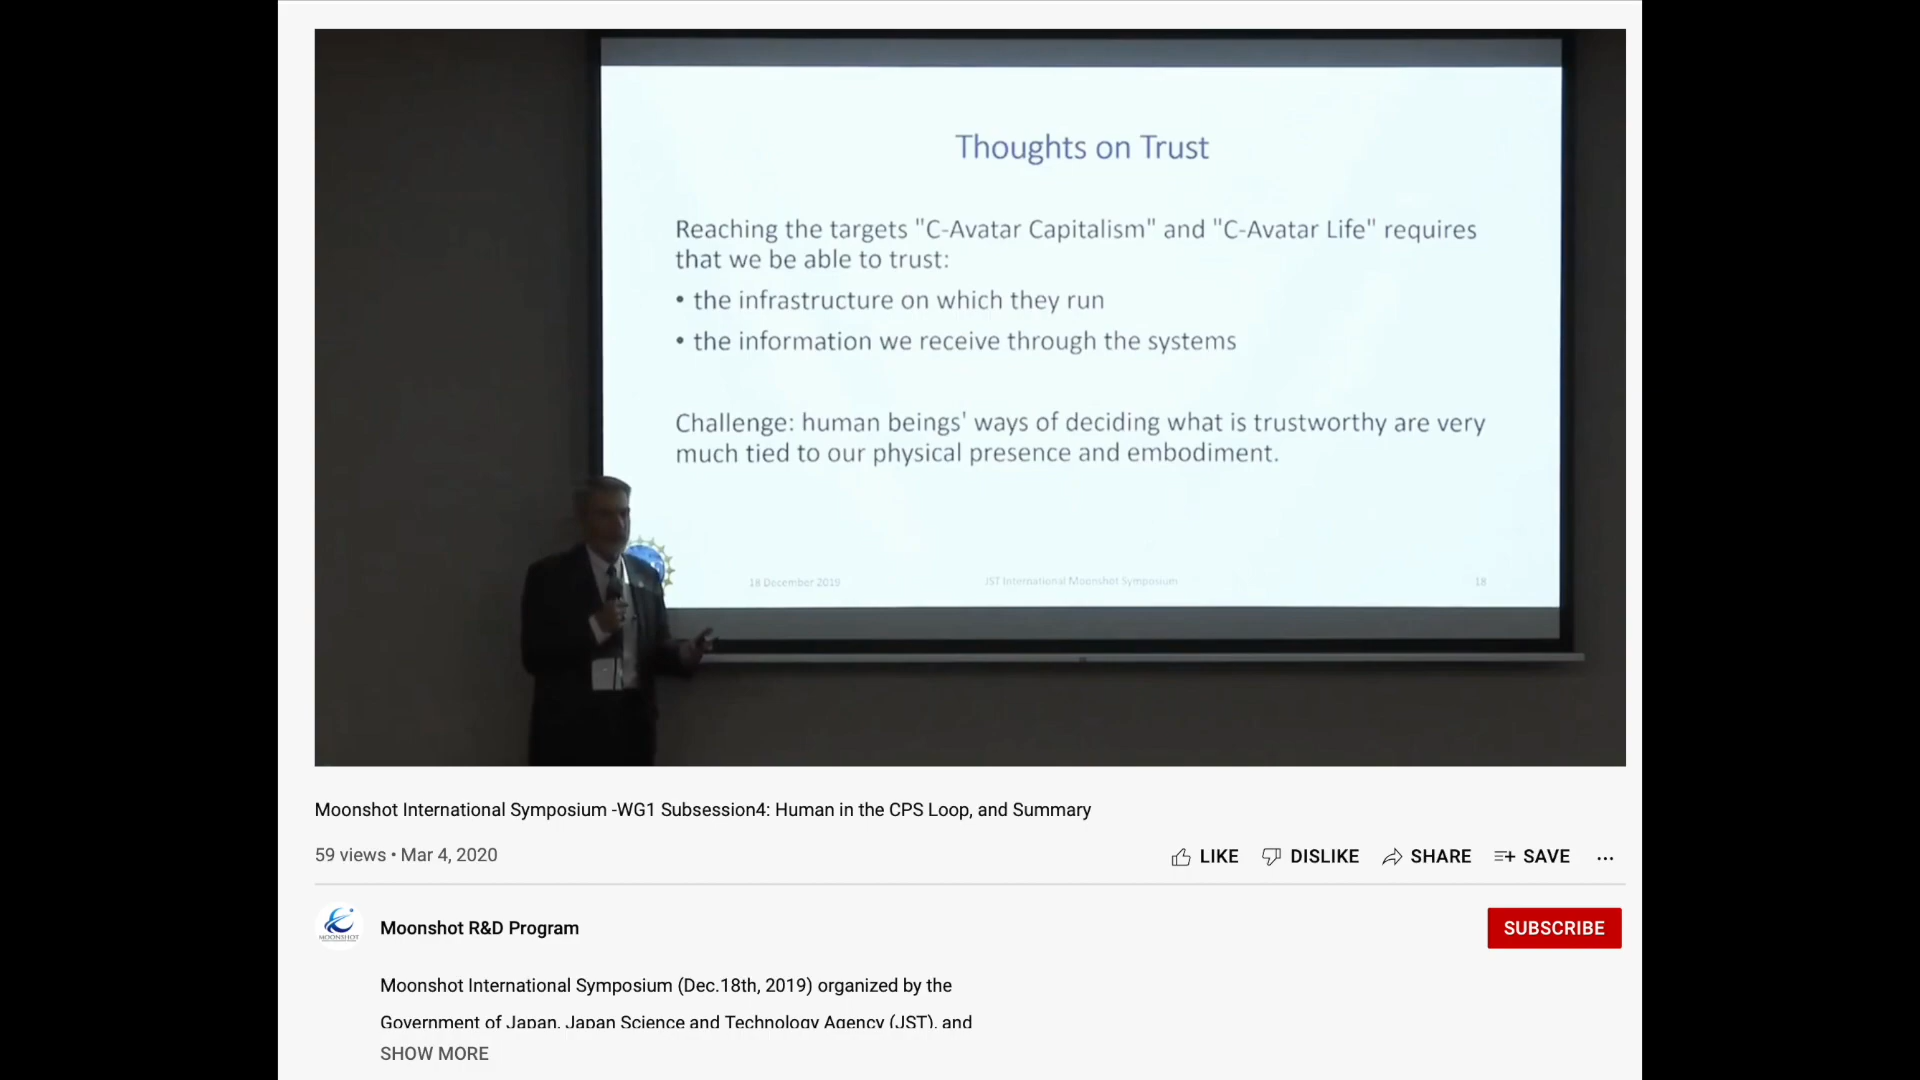 Thoughts on Trust
Reaching the targets "C-Avatar Capitalism" and "C-Avatar Life" requires
that we be able to trust:
• the infrastructure on which they run
• the information we receive through the systems
Challenge: human beings' ways of deciding what is trustworthy are very
much tied to our physical presence and embodiment.
18 December 2019
JST International Moonshot Symposium
18
Moonshot International Symposium -WG1 Subsession4: Human in the CPS Loop, and Summary
59 views • Mar 4, 2020
LIKE
DISLIKE
SHARE
SAVE
MOONSHOT
Moonshot R&D Program
SUBSCRIBE
Moonshot International Symposium (Dec.18th, 2019) organized by the
Government of Japan, Japan Science and Technology Agency (JST), and
SHOW MORE